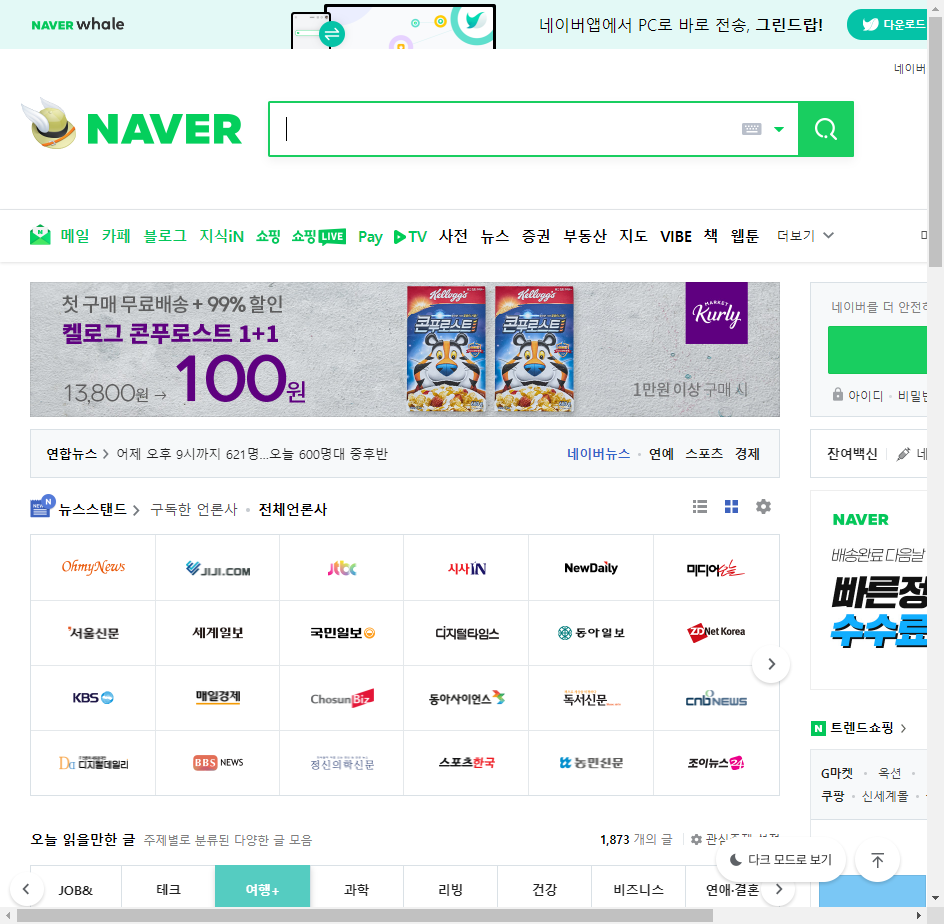 NAVER whale
네이버앱에서 PC로 바로 전송, 그린드랍!
다운로드
네이버
NAVER
메일 카페 블로그 지식iN 쇼핑 쇼핑LIVE Pay TV 사전 뉴스 증권 부동산 지도 VIBE 책 웹툰 더보기
첫 구매 무료배송 + 99% 할인
켈로그 콘푸로스트 1+1
13,800원 → 100원
Kellogg's Kellogg's
콘푸로스트 콘푸로스트
MARKET
Kurly
1만원 이상 구매 시
네이버를 더 안전하
아이디 · 비밀번
연합뉴스 > 어제 오후 9시까지 621명...오늘 600명대 중후반
네이버뉴스 · 연예 스포츠 경제
잔여백신
네
NEWS N
뉴스스탠드 > 구독한 언론사 · 전체언론사
OhmyNews JIJI.COM jtbc 시사IN NewDaily 미디어오늘
서울신문 세계일보 국민일보 디지털타임스 동아일보 ZDNet Korea
KBS 매일경제 ChosunBiz 동아사이언스 독서신문 cnbNEWS
디지털데일리 BBS NEWS 정신의학신문 스포츠한국 농민신문 조이뉴스24
NAVER
배송완료 다음날
빠른정
수수료
N 트렌드쇼핑 >
G마켓 · 옥션 ·
쿠팡 · 신세계몰 ·
오늘 읽을만한 글 주제별로 분류된 다양한 글 모음
1,873 개의 글
관심주제 설정
다크 모드로 보기
JOB& 테크 여행+ 과학 리빙 건강 비즈니스 연애·결혼